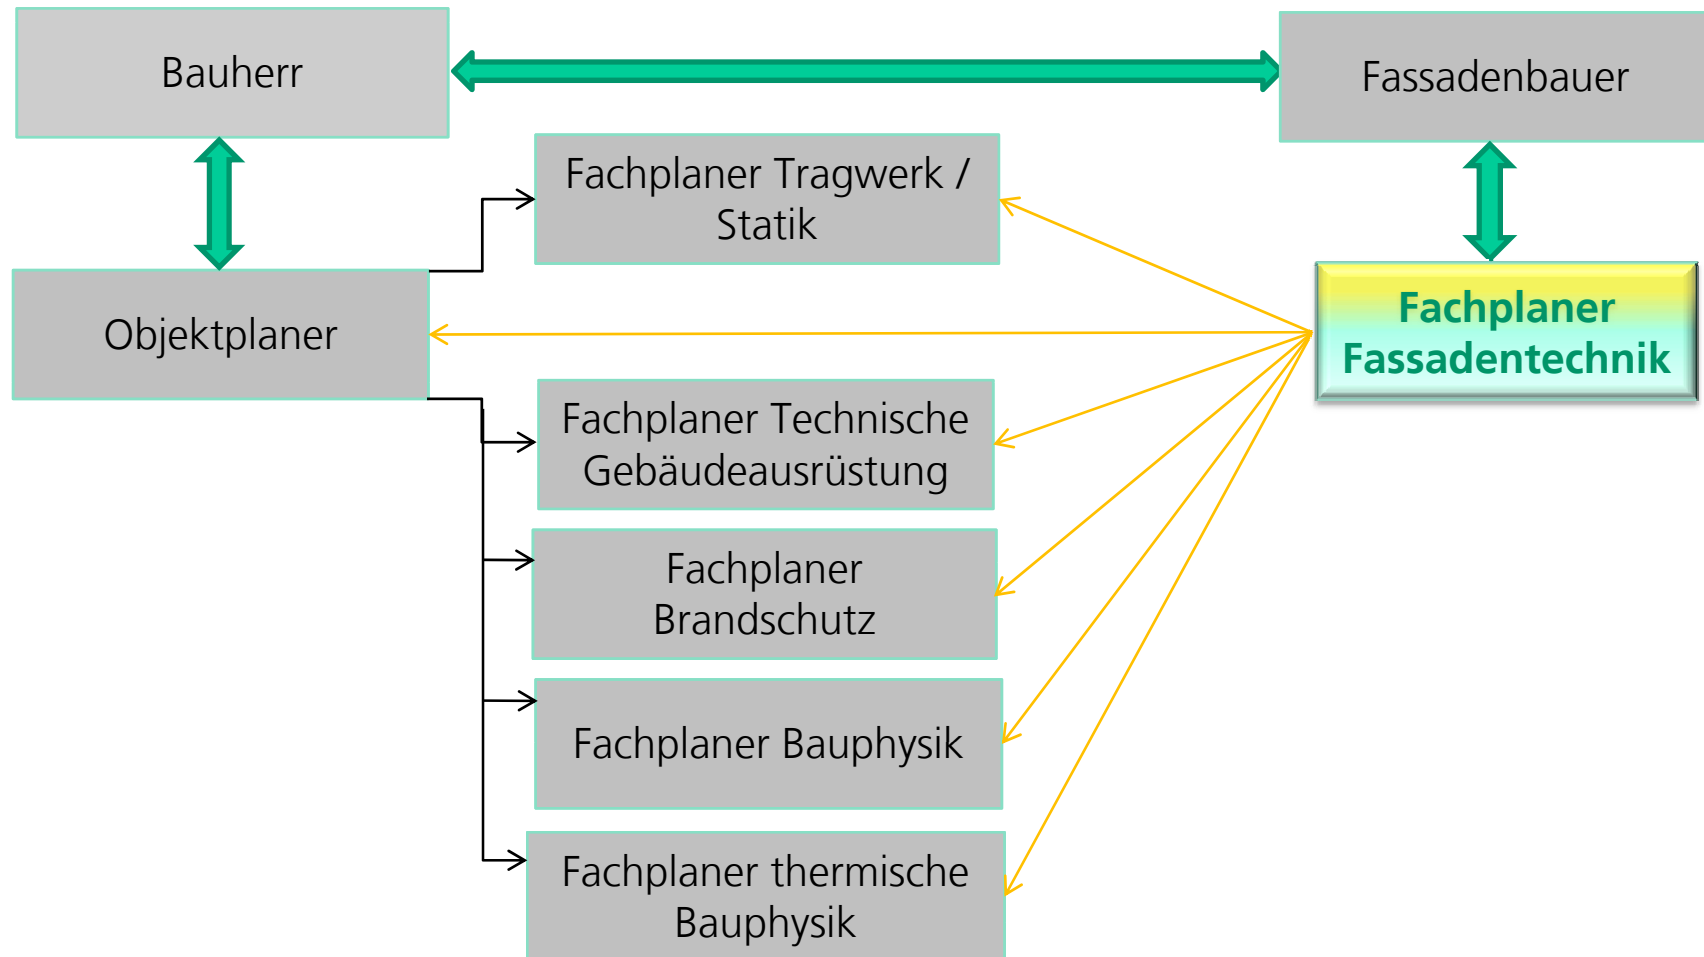 Bauherr
Fassadenbauer
Fachplaner Tragwerk /
Statik
Objektplaner
Fachplaner
Fassadentechnik
Fachplaner Technische
Gebäudeausrüstung
Fachplaner
Brandschutz
Fachplaner Bauphysik
Fachplaner thermische
Bauphysik